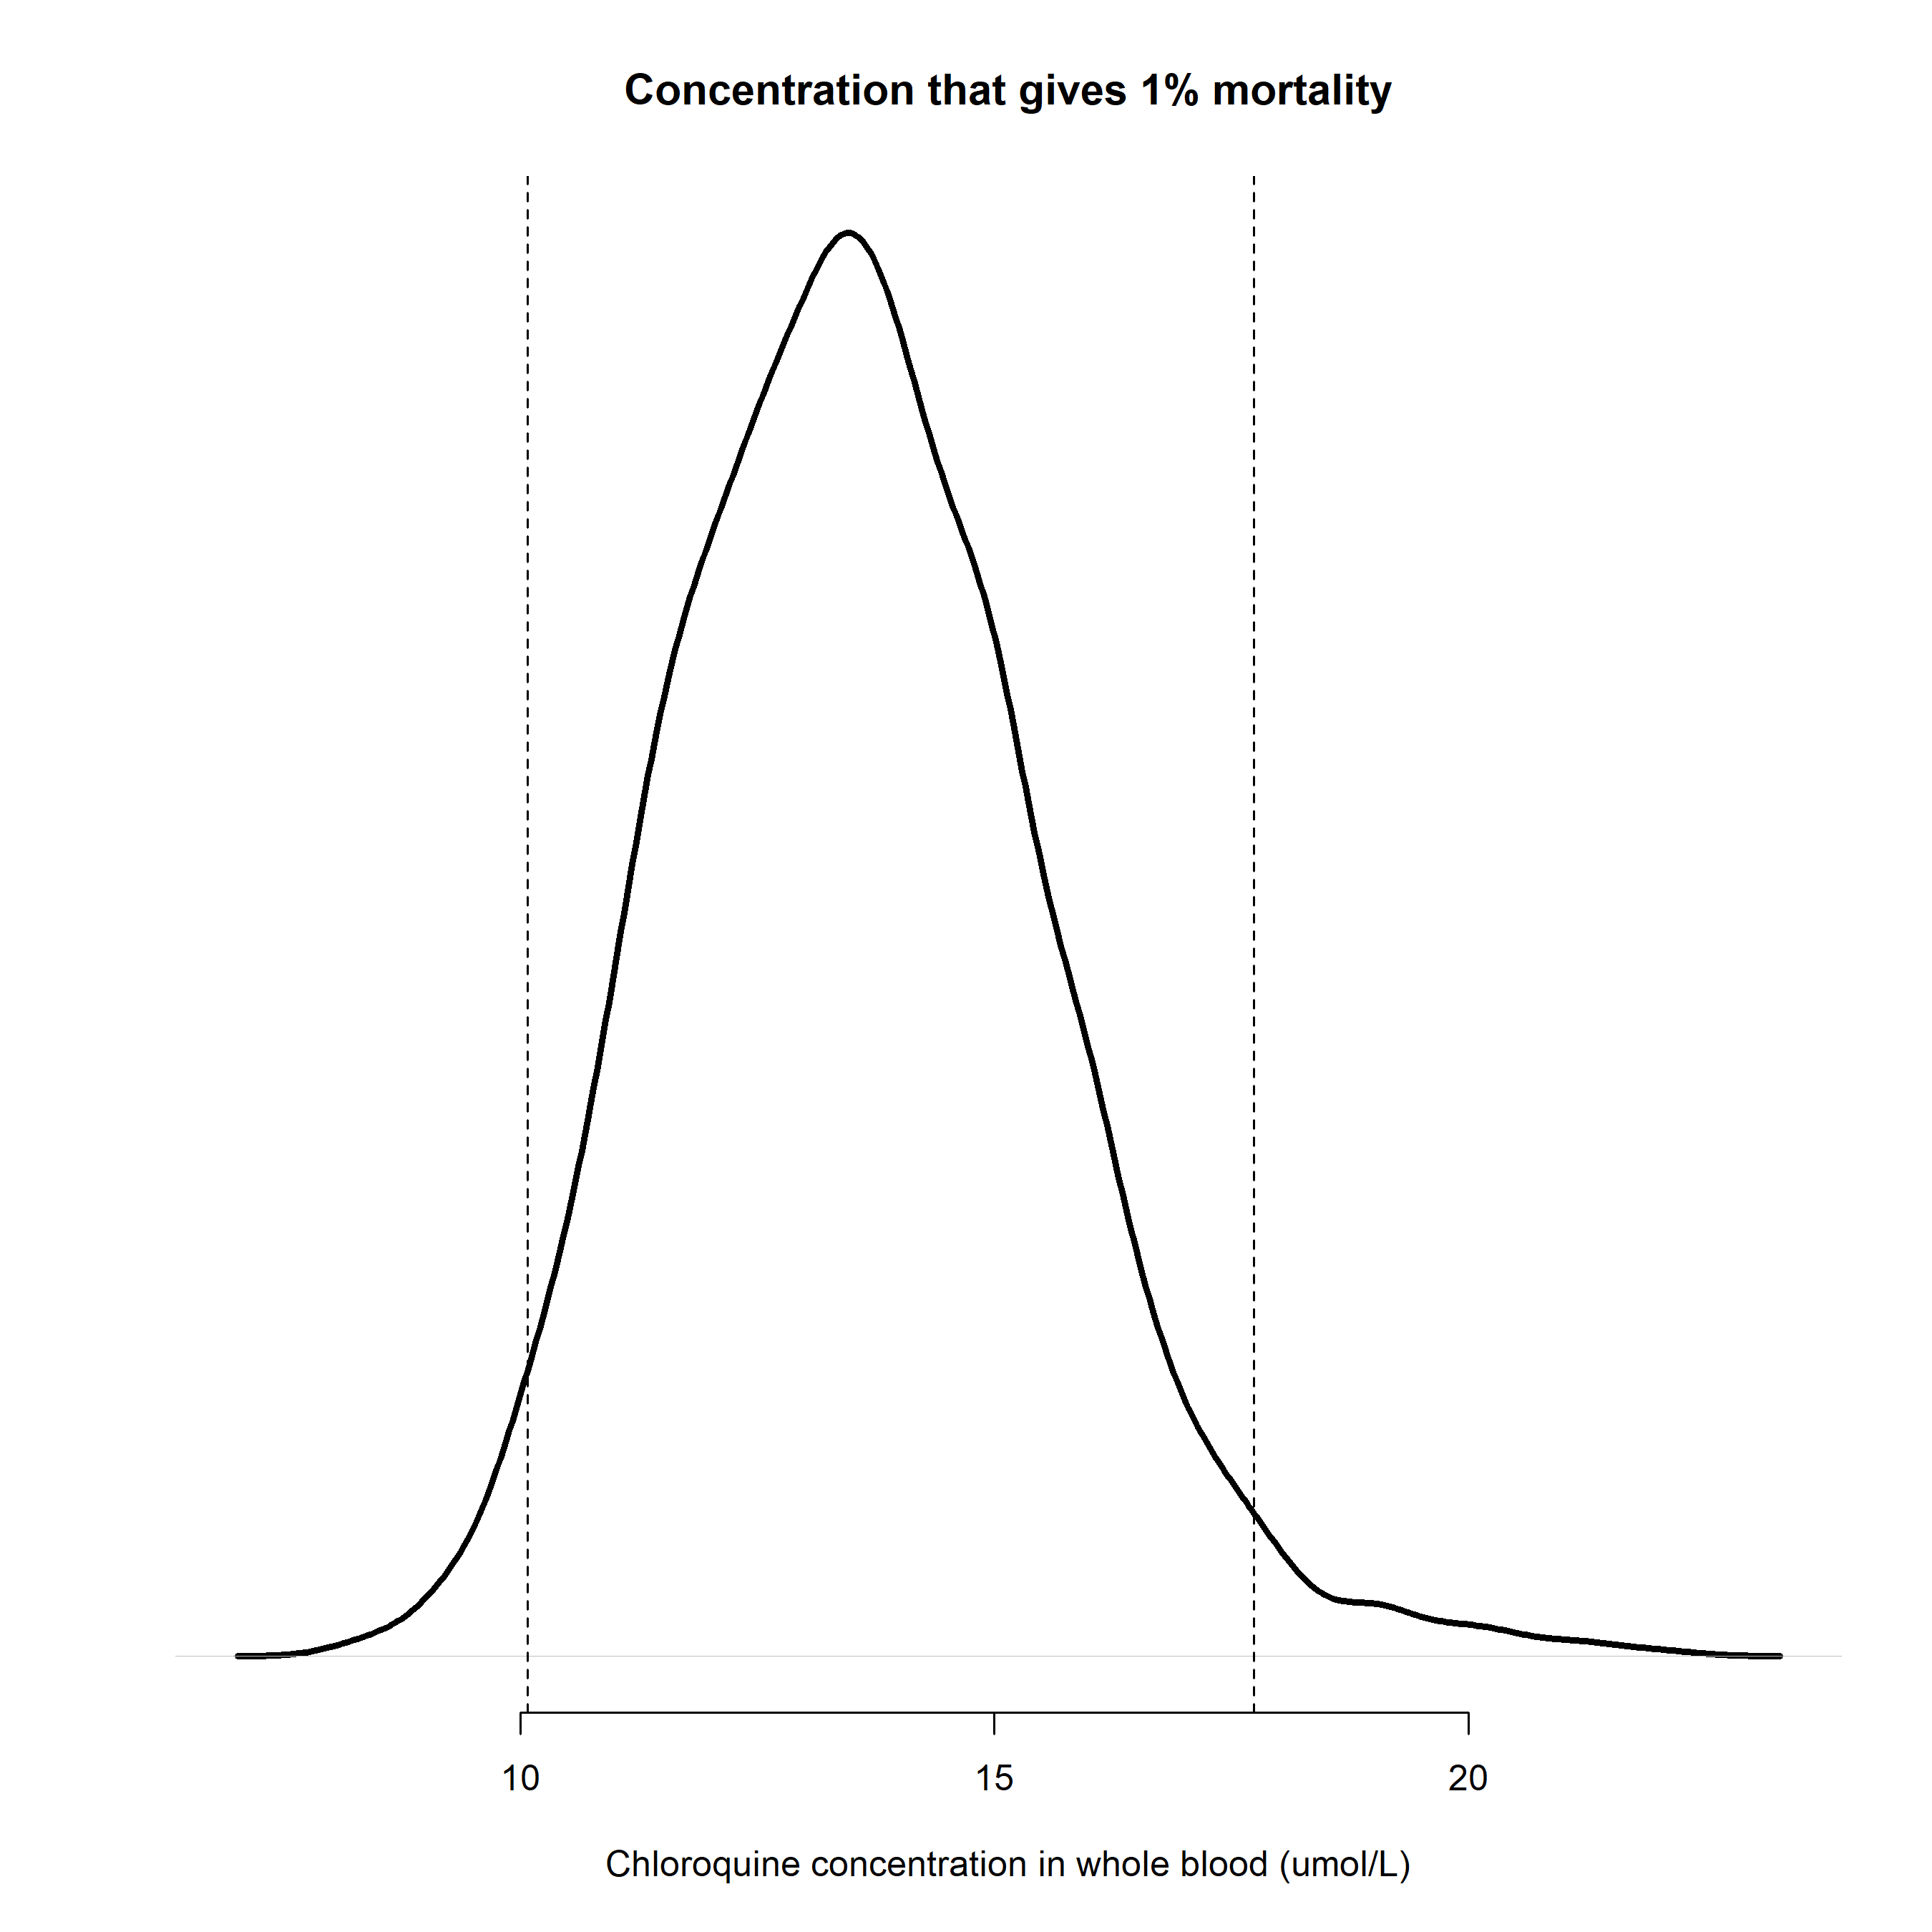 Concentration that gives 1% mortality
10 15 20
Chloroquine concentration in whole blood (umol/L)